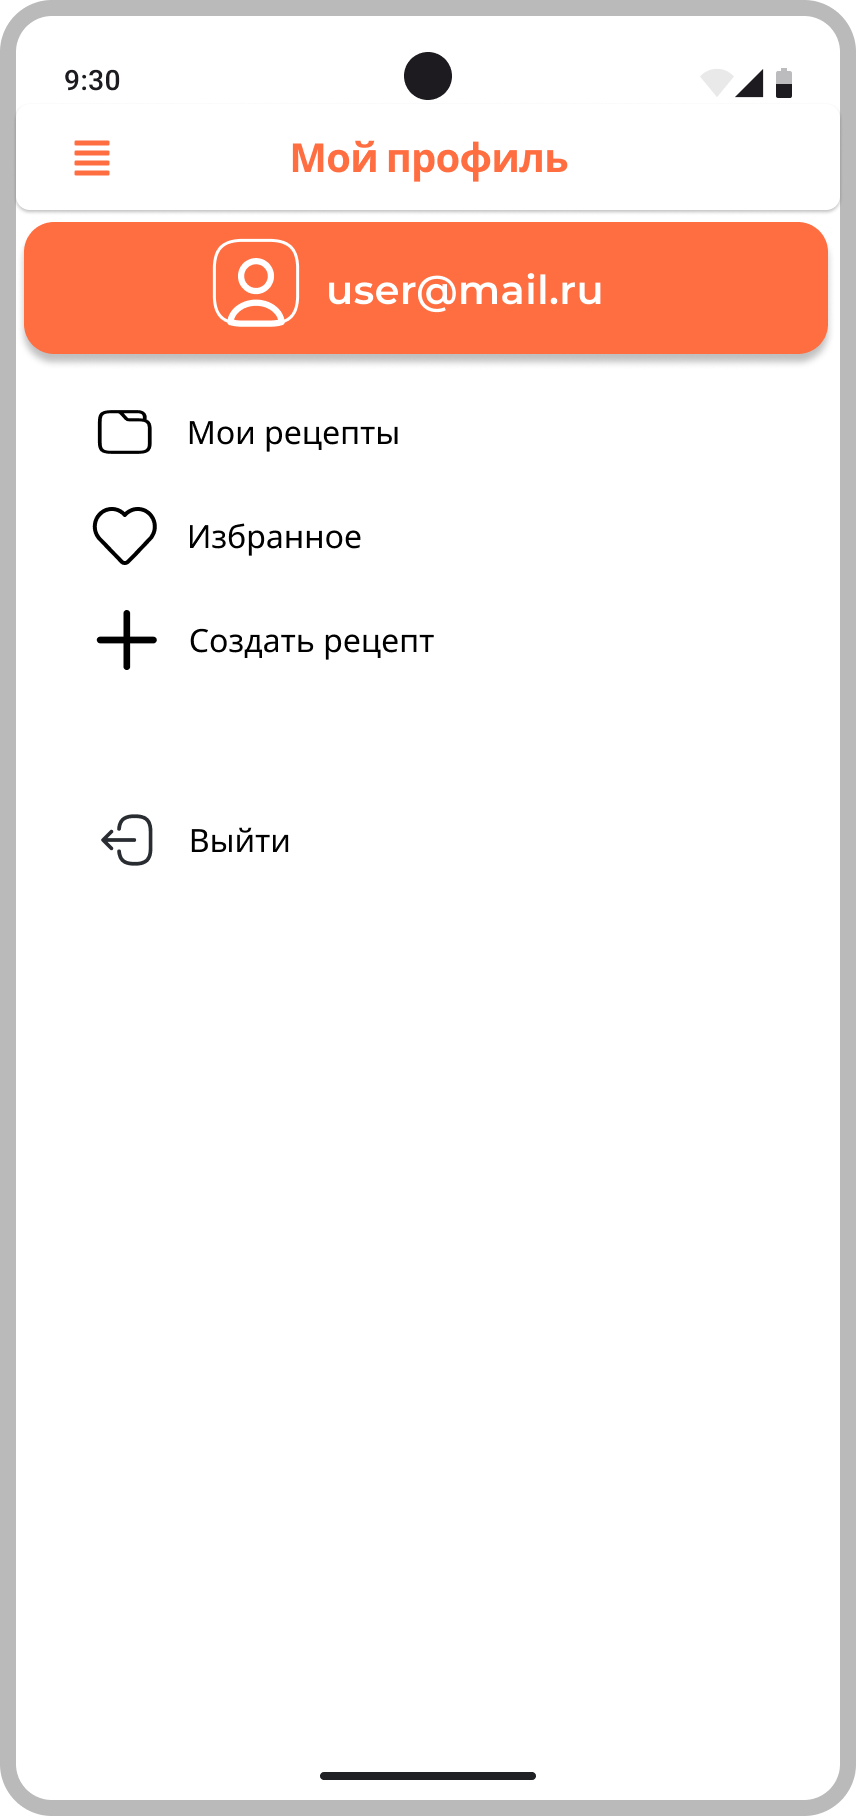 9:30
Мой профиль
user@mail.ru
Мои рецепты
Избранное
Создать рецепт
Выйти